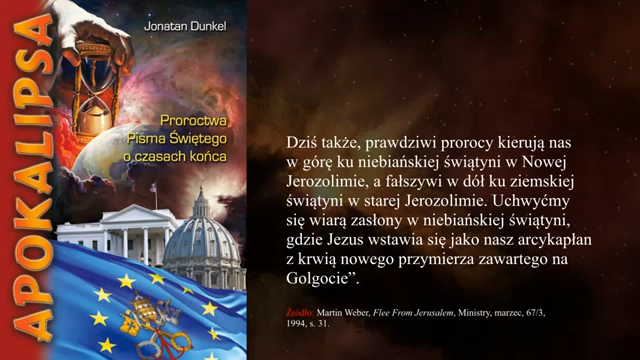 Jonatan Dunkel
APOKALIPSA
Proroctwa
Pisma Świętego
o czasach końca
Dziś także, prawdziwi prorocy kierują nas
w górę ku niebiańskiej świątyni w Nowej
Jerozolimie, a fałszywi w dół ku ziemskiej
świątyni w starej Jerozolimie. Uchwyćmy
się wiarą zasłony w niebiańskiej świątyni,
gdzie Jezus wstawia się jako nasz arcykapłan
z krwią nowego przymierza zawartego na
Golgocie”.
Źródło: Martin Weber, Flee From Jerusalem, Ministry, marzec, 67/3,
1994, s. 31.